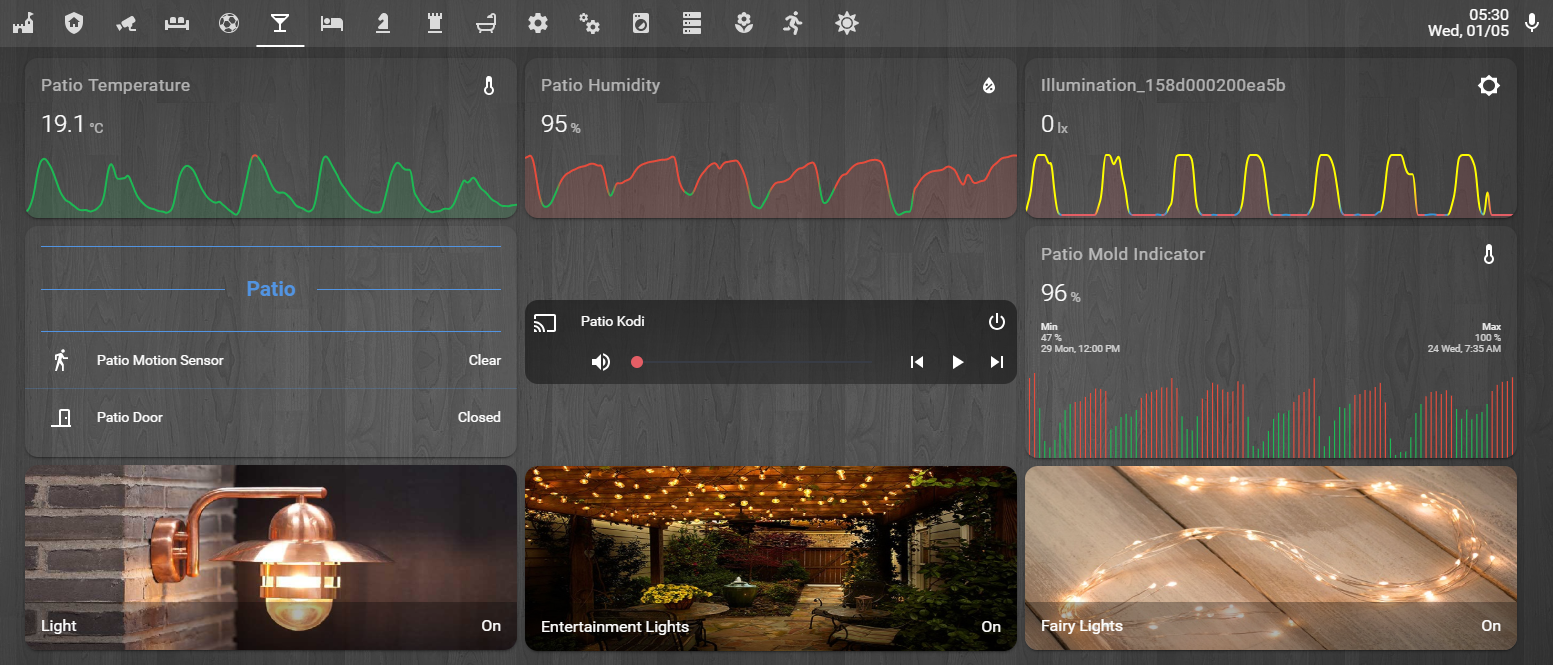 05:30
Wed, 01/05
Patio Temperature
19.1 °C
Patio Humidity
95 %
Illumination_158d000200ea5b
0 lx
Patio
Patio Motion Sensor Clear
Patio Door Closed
Patio Kodi
Patio Mold Indicator
96 %
Min
47 %
29 Mon, 12:00 PM
Max
100 %
24 Wed, 7:35 AM
Light On
Entertainment Lights On
Fairy Lights On